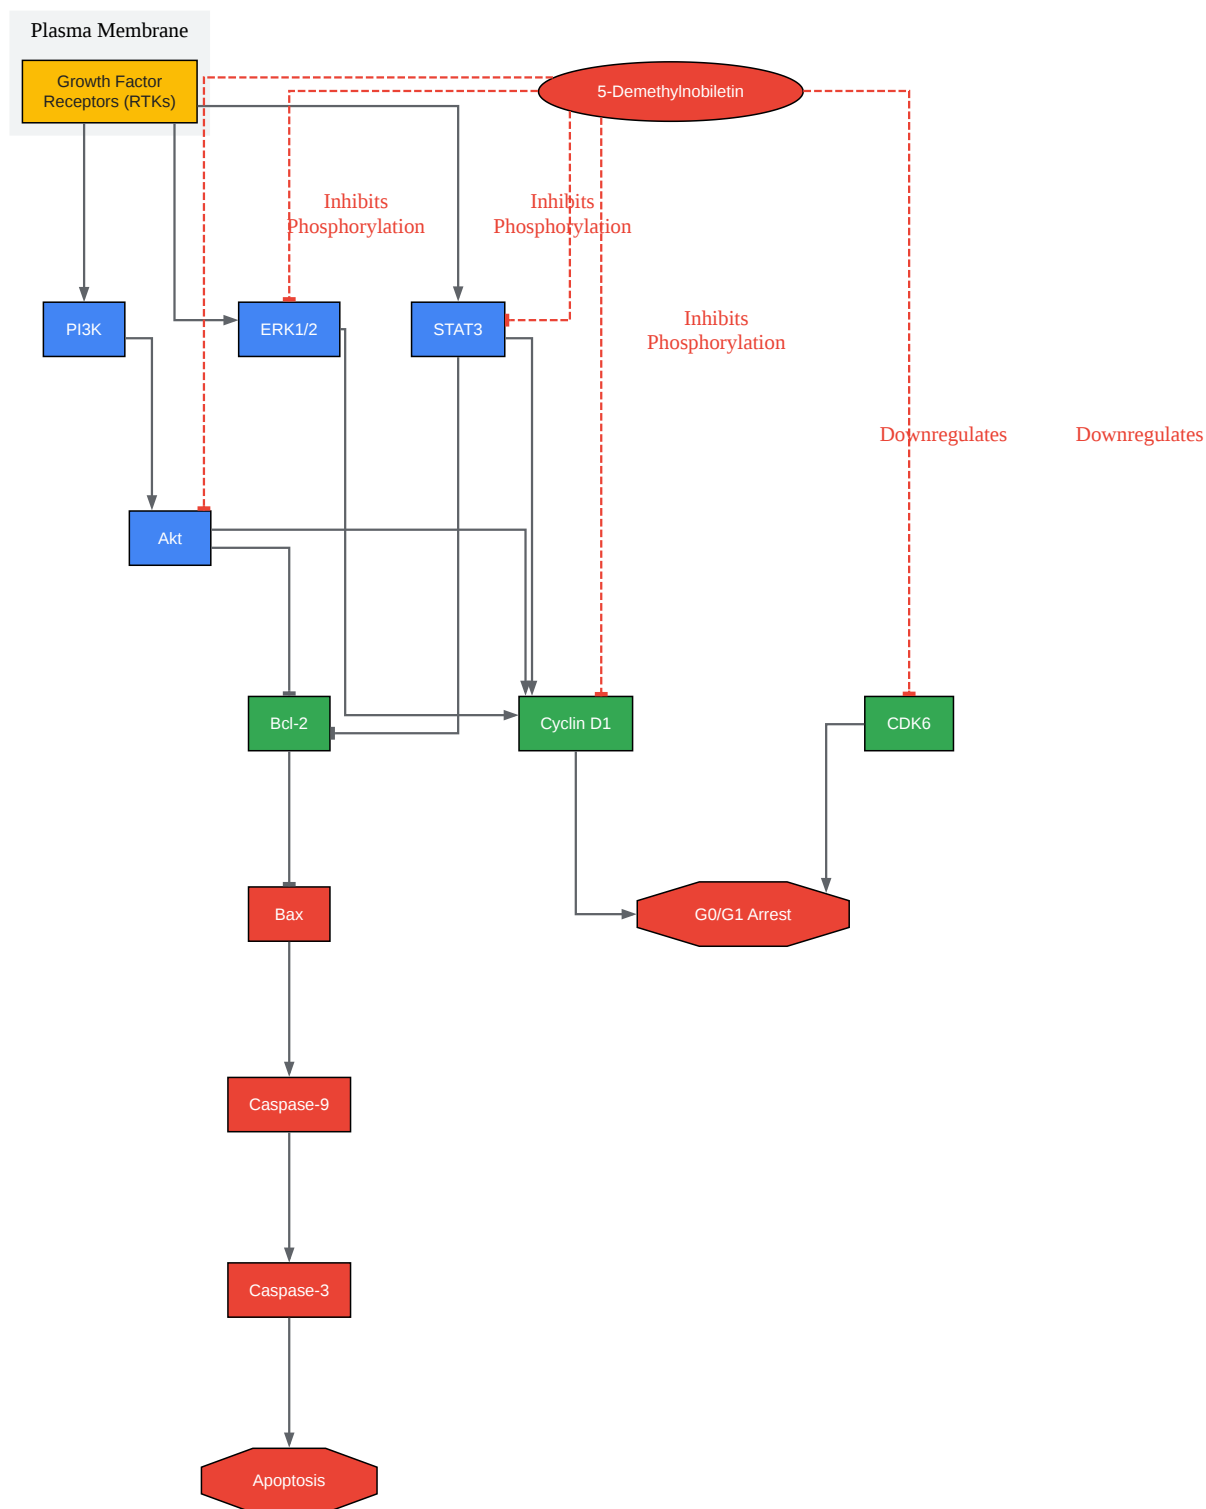 Plasma Membrane
Growth Factor
Receptors (RTKs)
5-Demethylnobiletin
Inhibits
Phosphorylation
Inhibits
Phosphorylation
Inhibits
Phosphorylation
PI3K
ERK1/2
STAT3
Downregulates
Downregulates
Akt
Bcl-2
Cyclin D1
CDK6
Bax
G0/G1 Arrest
Caspase-9
Caspase-3
Apoptosis